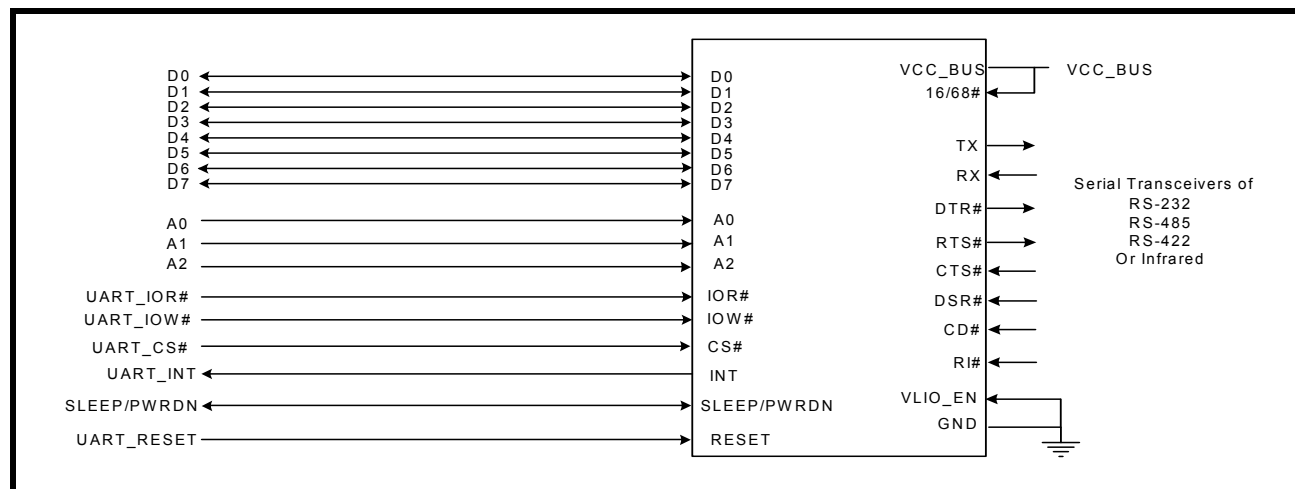 D0
D1
D2
D3
D4
D5
D6
D7
A0
A1
A2
UART_IOR#
UART_IOW#
UART_CS#
UART_INT
SLEEP/PWRDN
UART_RESET
D0
D1
D2
D3
D4
D5
D6
D7
A0
A1
A2
IOR#
IOW#
CS#
INT
SLEEP/PWRDN
RESET
VCC_BUS
16/68#
TX
RX
DTR#
RTS#
CTS#
DSR#
CD#
RI#
VLIO_EN
GND
VCC_BUS
Serial Transceivers of
RS-232
RS-485
RS-422
Or Infrared